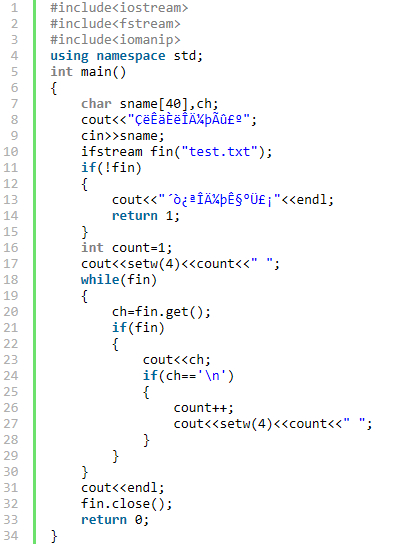 1 #include<iostream>
2 #include<fstream>
3 #include<iomanip>
4 using namespace std;
5 int main()
6 {
7 char sname[40],ch;
8 cout<<"ÇëÊäÈëÎÄ¼þÃû£º";
9 cin>>sname;
10 ifstream fin("test.txt");
11 if(!fin)
12 {
13 cout<<"´ò¿ªÎÄ¼þÊ§°Ü£¡"<<endl;
14 return 1;
15 }
16 int count=1;
17 cout<<setw(4)<<count<<" ";
18 while(fin)
19 {
20 ch=fin.get();
21 if(fin)
22 {
23 cout<<ch;
24 if(ch=='\n')
25 {
26 count++;
27 cout<<setw(4)<<count<<" ";
28 }
29 }
30 }
31 cout<<endl;
32 fin.close();
33 return 0;
34 }